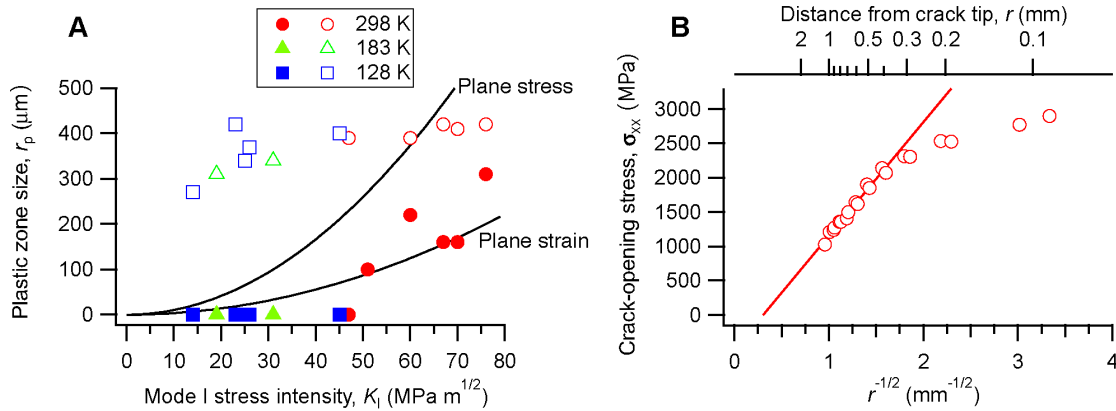 A
298 K
183 K
128 K
500
400
300
200
100
0
Plastic zone size, rp (μm)
Plane stress
Plane strain
0 10 20 30 40 50 60 70 80
Mode I stress intensity, KI (MPa m1/2)
B
Distance from crack tip, r (mm)
2 1 0.5 0.3 0.2 0.1
3000
2500
2000
1500
1000
500
0
Crack-opening stress, σxx (MPa)
0 1 2 3 4
r-1/2 (mm-1/2)